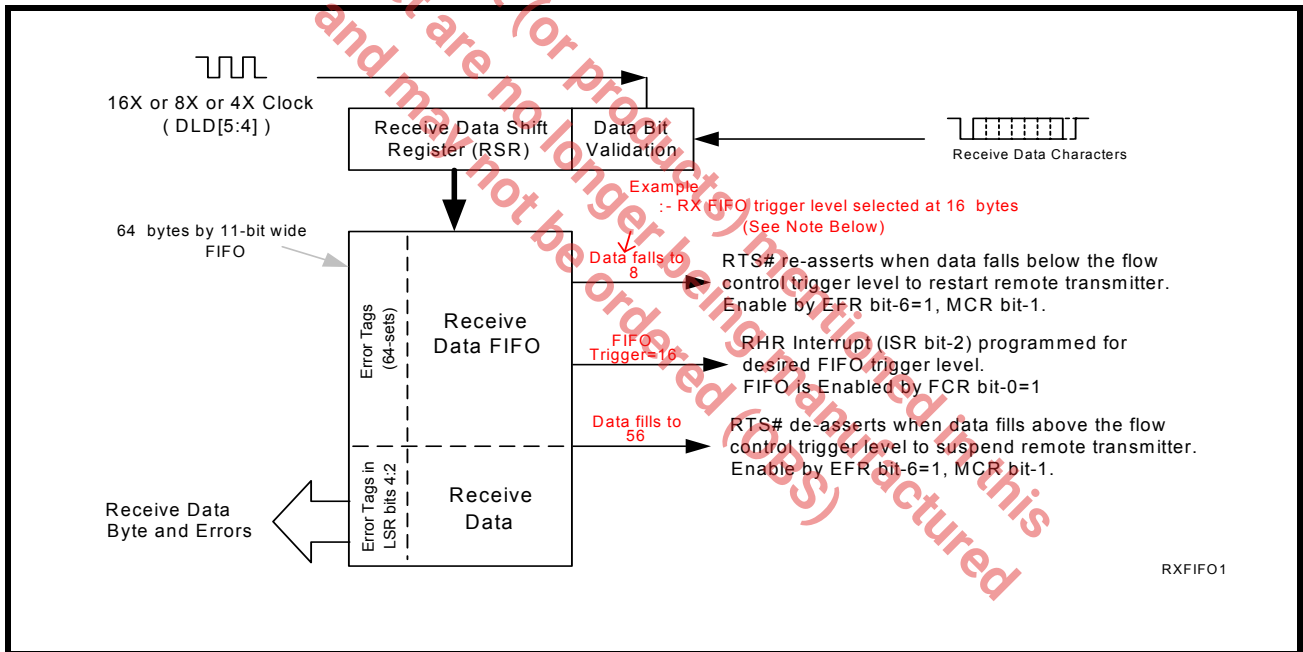 (or products) mentioned in this
are no longer being manufactured
and may not be ordered (OBS)
16X or 8X or 4X Clock
( DLD[5:4] )
Receive Data Shift
Register (RSR)
Data Bit
Validation
Receive Data Characters
Example
:- RX FIFO trigger level selected at 16 bytes
(See Note Below)
64 bytes by 11-bit wide
FIFO
Data falls to
8
RTS# re-asserts when data falls below the flow
control trigger level to restart remote transmitter.
Enable by EFR bit-6=1, MCR bit-1.
Error Tags
(64-sets)
Receive
Data FIFO
FIFO
Trigger=16
RHR Interrupt (ISR bit-2) programmed for
desired FIFO trigger level.
FIFO is Enabled by FCR bit-0=1
Data fills to
56
RTS# de-asserts when data fills above the flow
control trigger level to suspend remote transmitter.
Enable by EFR bit-6=1, MCR bit-1.
Error Tags in
LSR bits 4:2
Receive
Data
Receive Data
Byte and Errors
RXFIFO1